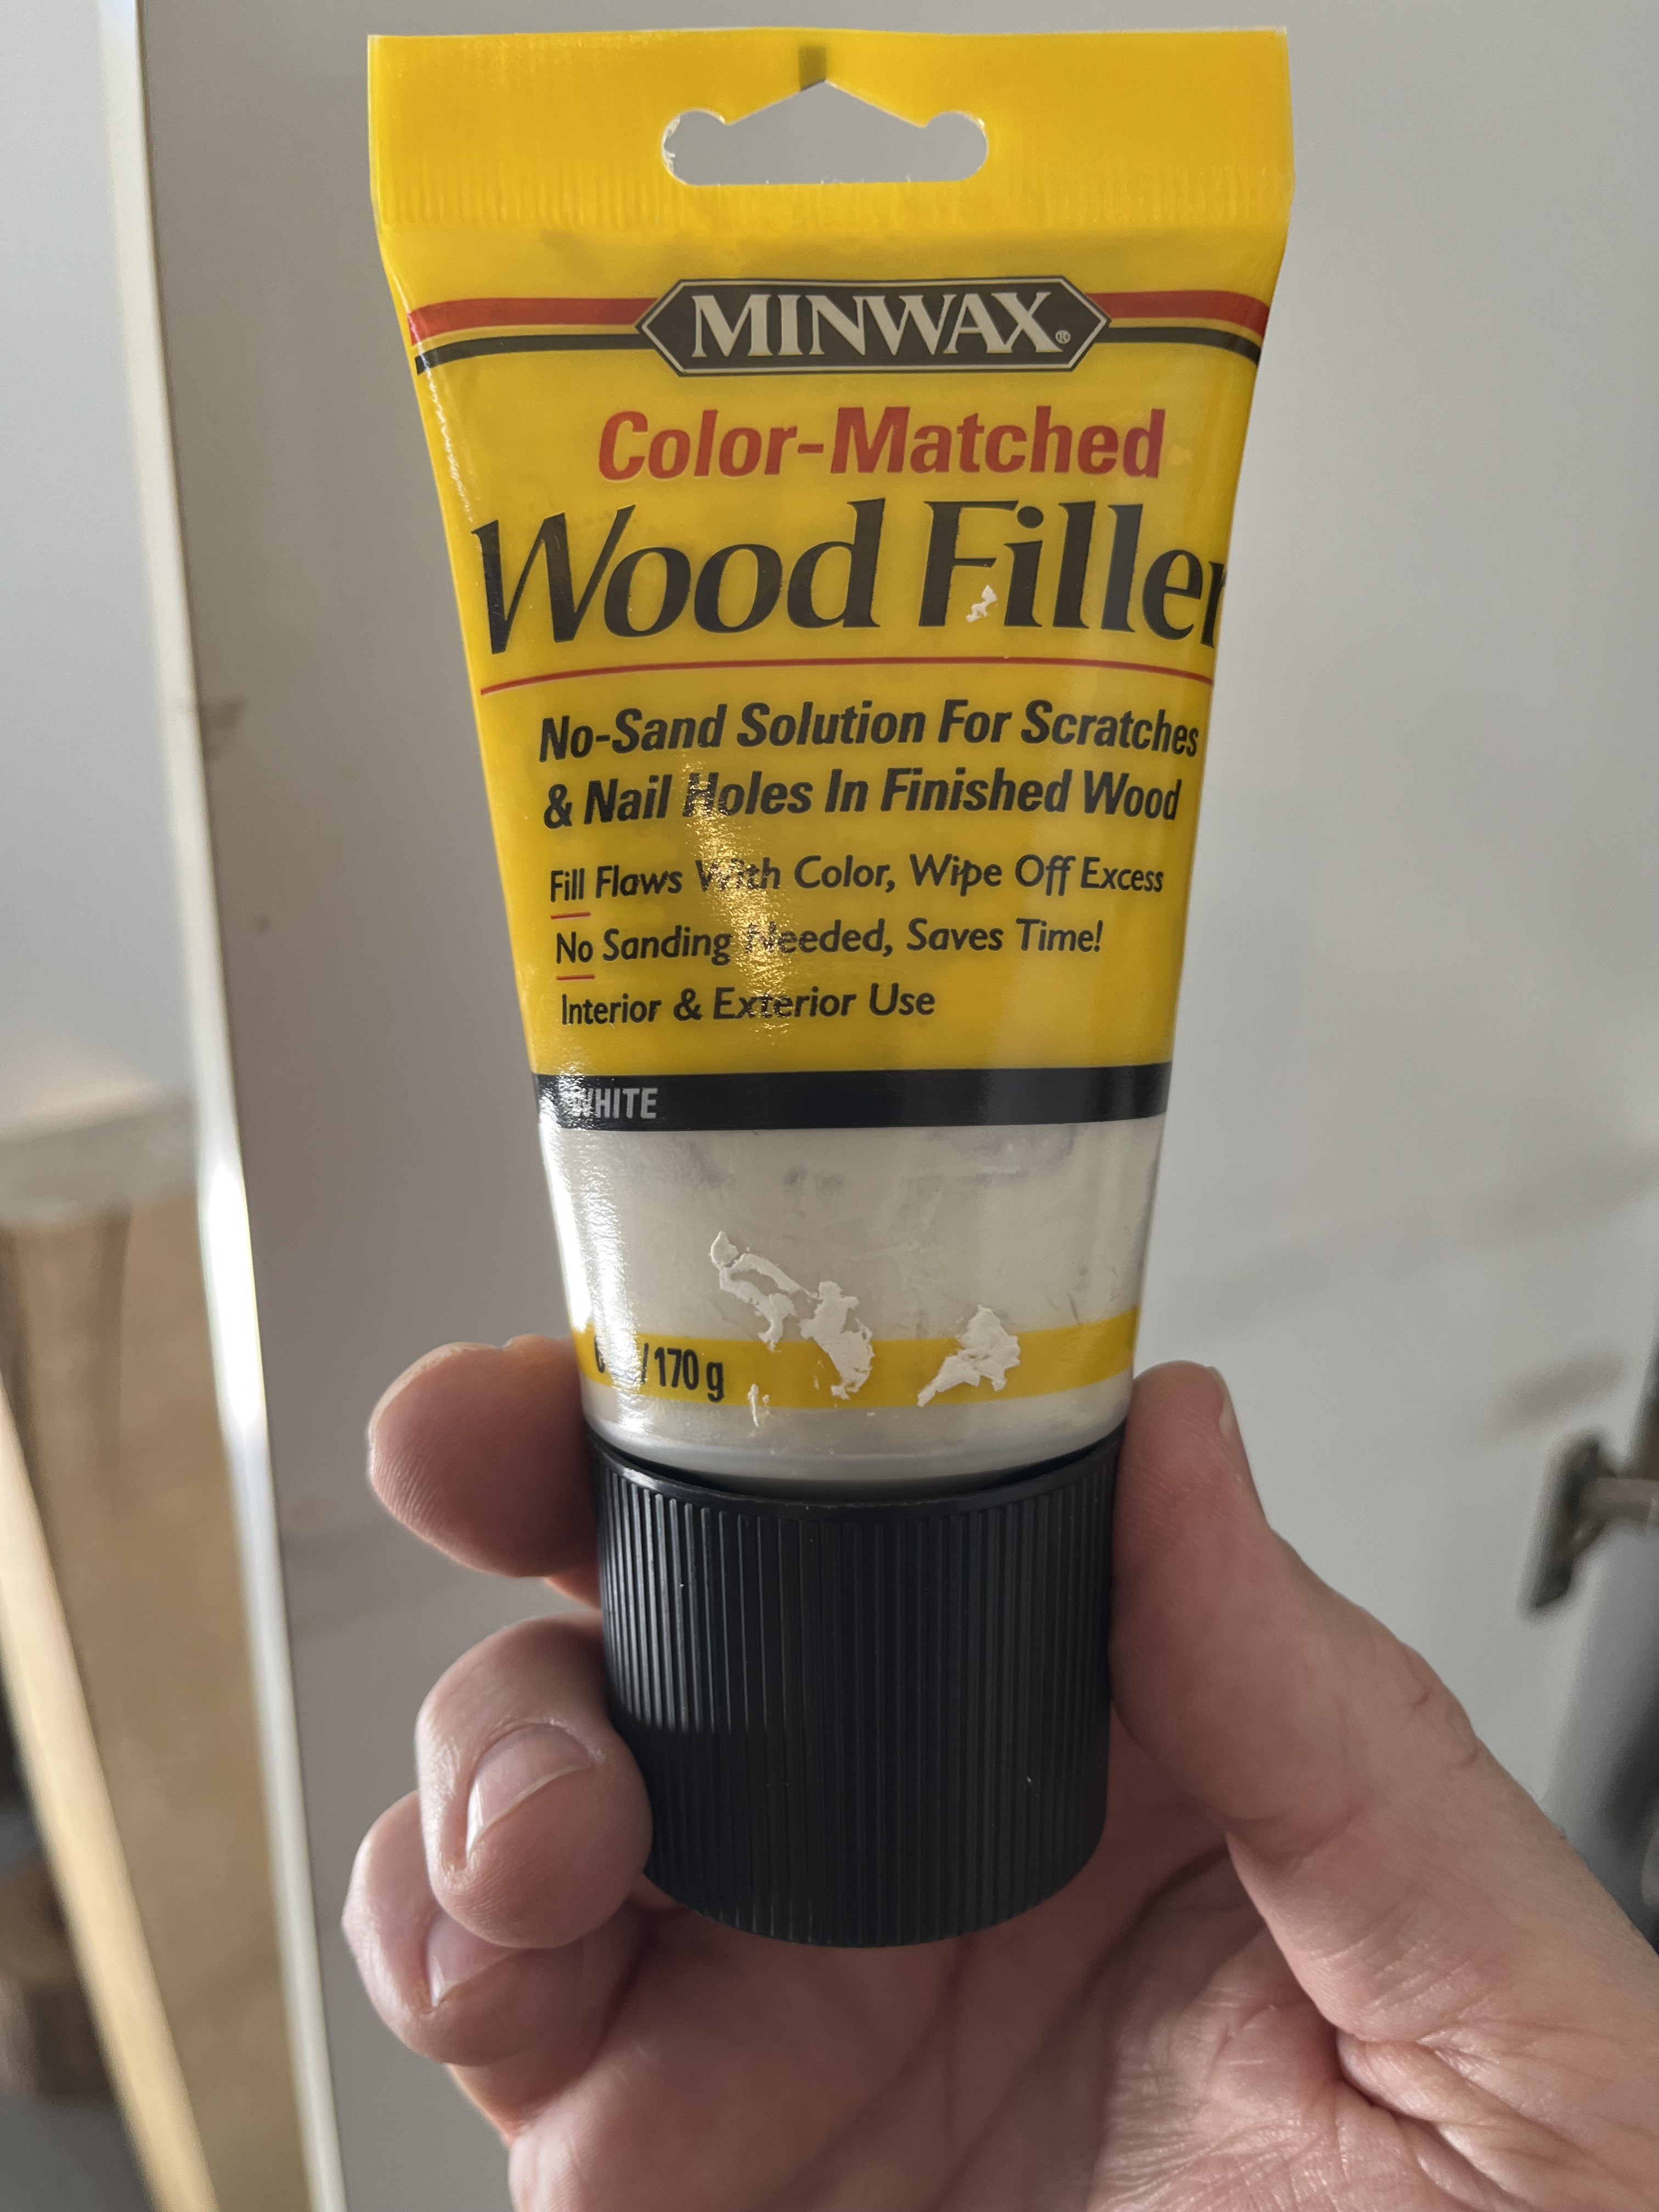 MINWAX®
Color-Matched
Wood Filler
No-Sand Solution For Scratches
& Nail Holes In Finished Wood
Fill Flaws With Color, Wipe Off Excess
No Sanding Needed, Saves Time!
Interior & Exterior Use
WHITE
/170 g